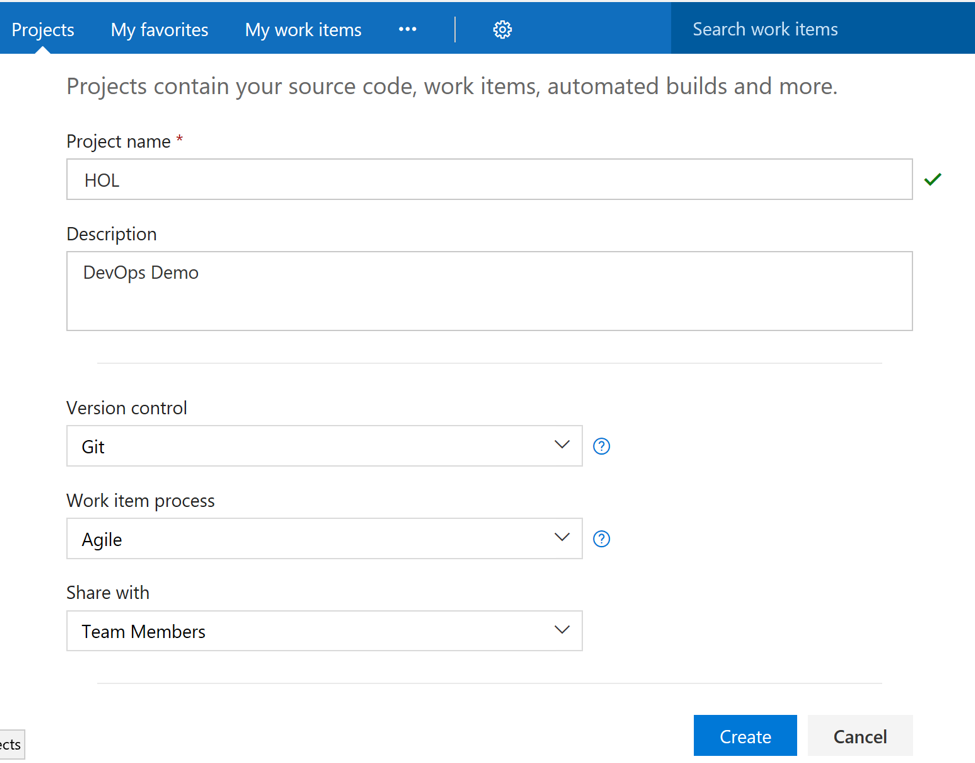 Projects My favorites My work items ••• Search work items
Projects contain your source code, work items, automated builds and more.
Project name *
HOL
Description
DevOps Demo
Version control
Git
?
Work item process
Agile
?
Share with
Team Members
Create Cancel
ects